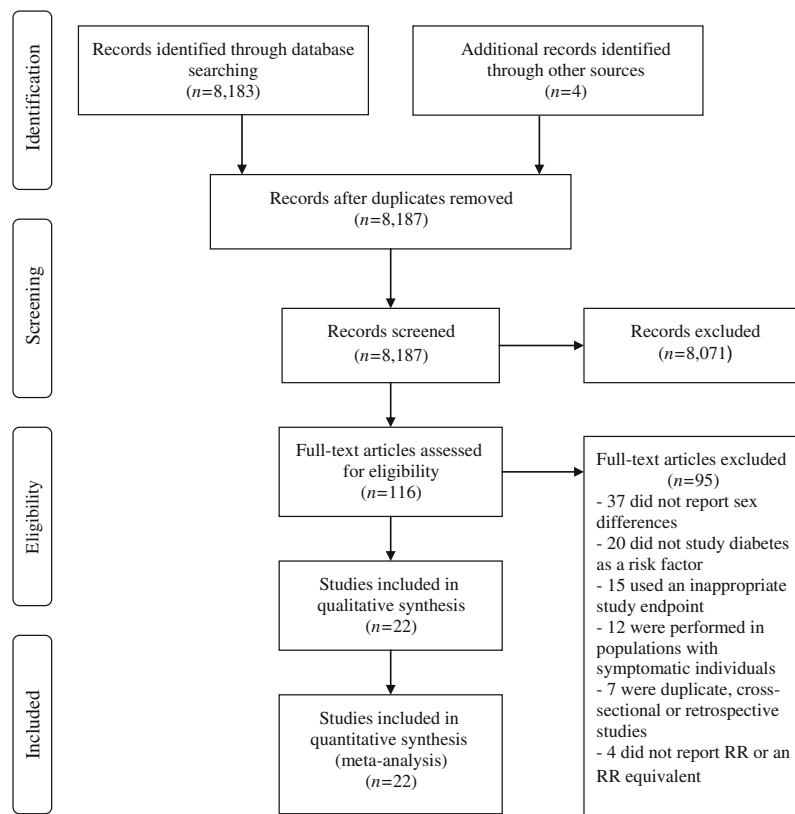 Identification
Records identified through database
searching
(n=8,183)
Additional records identified
through other sources
(n=4)
Records after duplicates removed
(n=8,187)
Screening
Records screened
(n=8,187)
Records excluded
(n=8,071)
Eligibility
Full-text articles assessed
for eligibility
(n=116)
Full-text articles excluded
(n=95)
- 37 did not report sex
differences
- 20 did not study diabetes
as a risk factor
- 15 used an inappropriate
study endpoint
- 12 were performed in
populations with
symptomatic individuals
- 7 were duplicate, cross-
sectional or retrospective
studies
- 4 did not report RR or an
RR equivalent
Studies included in
qualitative synthesis
(n=22)
Included
Studies included in
quantitative synthesis
(meta-analysis)
(n=22)